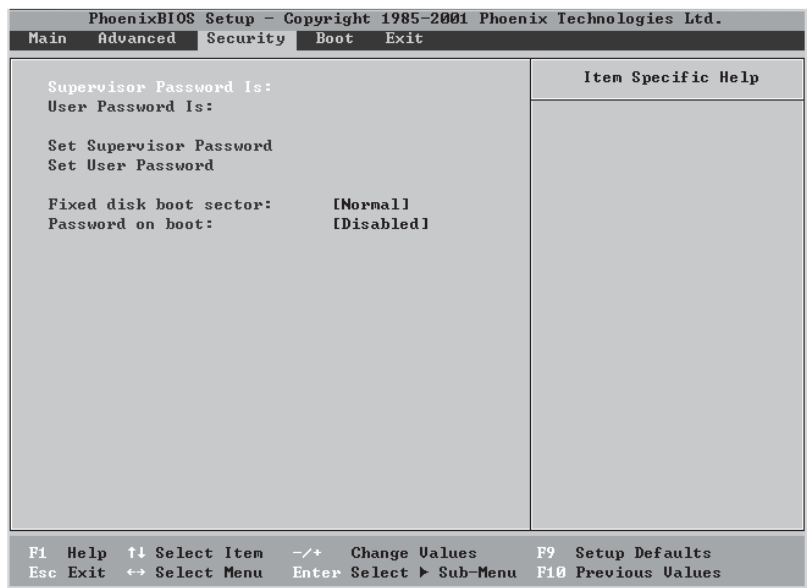 PhoenixBIOS Setup - Copyright 1985-2001 Phoenix Technologies Ltd.
Main Advanced Security Boot Exit
Item Specific Help
Supervisor Password Is:
User Password Is:
Set Supervisor Password
Set User Password
Fixed disk boot sector: [Normal]
Password on boot: [Disabled]
F1 Help ↑↓ Select Item -/+ Change Values F9 Setup Defaults
Esc Exit ↔ Select Menu Enter Select ▶ Sub-Menu F10 Previous Values